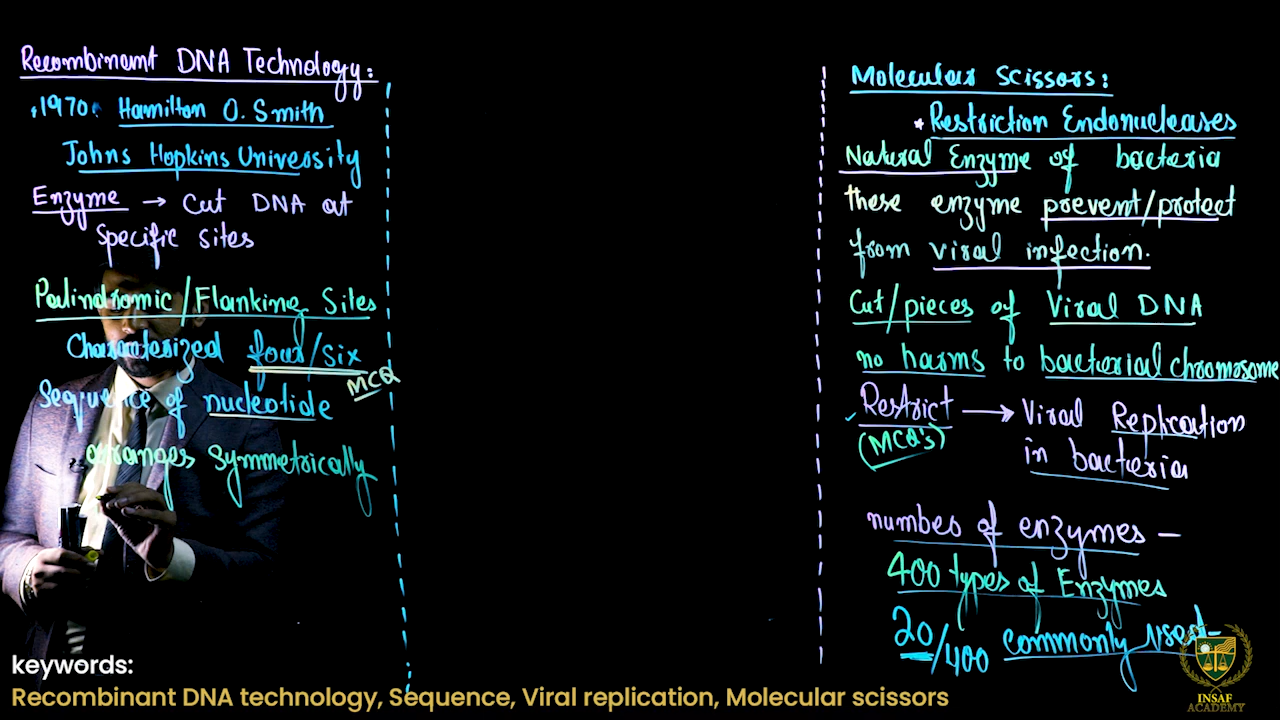 Recombinant DNA Technology:
1970: Hamilton O. Smith
Johns Hopkins University
Enzyme → Cut DNA at
Specific sites
Palindromic / Flanking Sites
Characterized four/six
MCQ
Sequence of nucleotide
arranges symmetrically
Molecular scissors:
* Restriction Endonucleases
Natural Enzyme of bacteria
these enzyme prevent/protect
from viral infection.
Cut/pieces of Viral DNA
no harms to bacterial chromosome
Restrict → Viral Replication
(MCQ's)
in bacteria
number of enzymes –
400 types of Enzymes
20/400 commonly used
keywords:
Recombinant DNA technology, Sequence, Viral replication, Molecular scissors
INSAF
ACADEMY